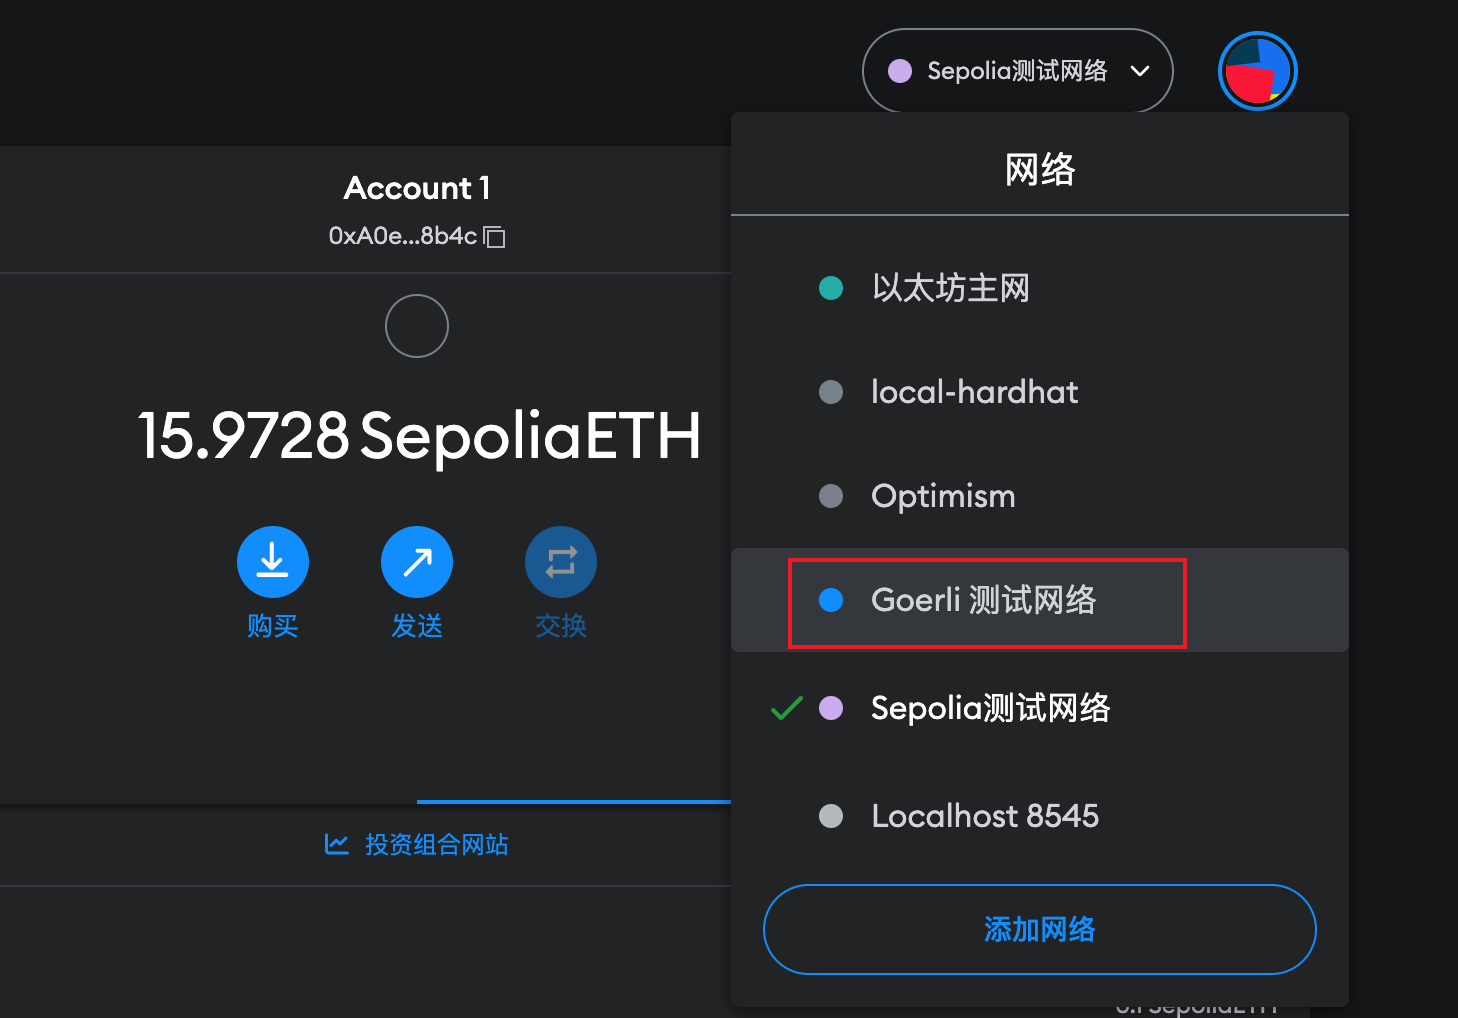 Sepolia测试网络
Account 1
0xA0e...8b4c
15.9728 SepoliaETH
购买
发送
交换
投资组合网站
网络
以太坊主网
local-hardhat
Optimism
Goerli 测试网络
Sepolia测试网络
Localhost 8545
添加网络